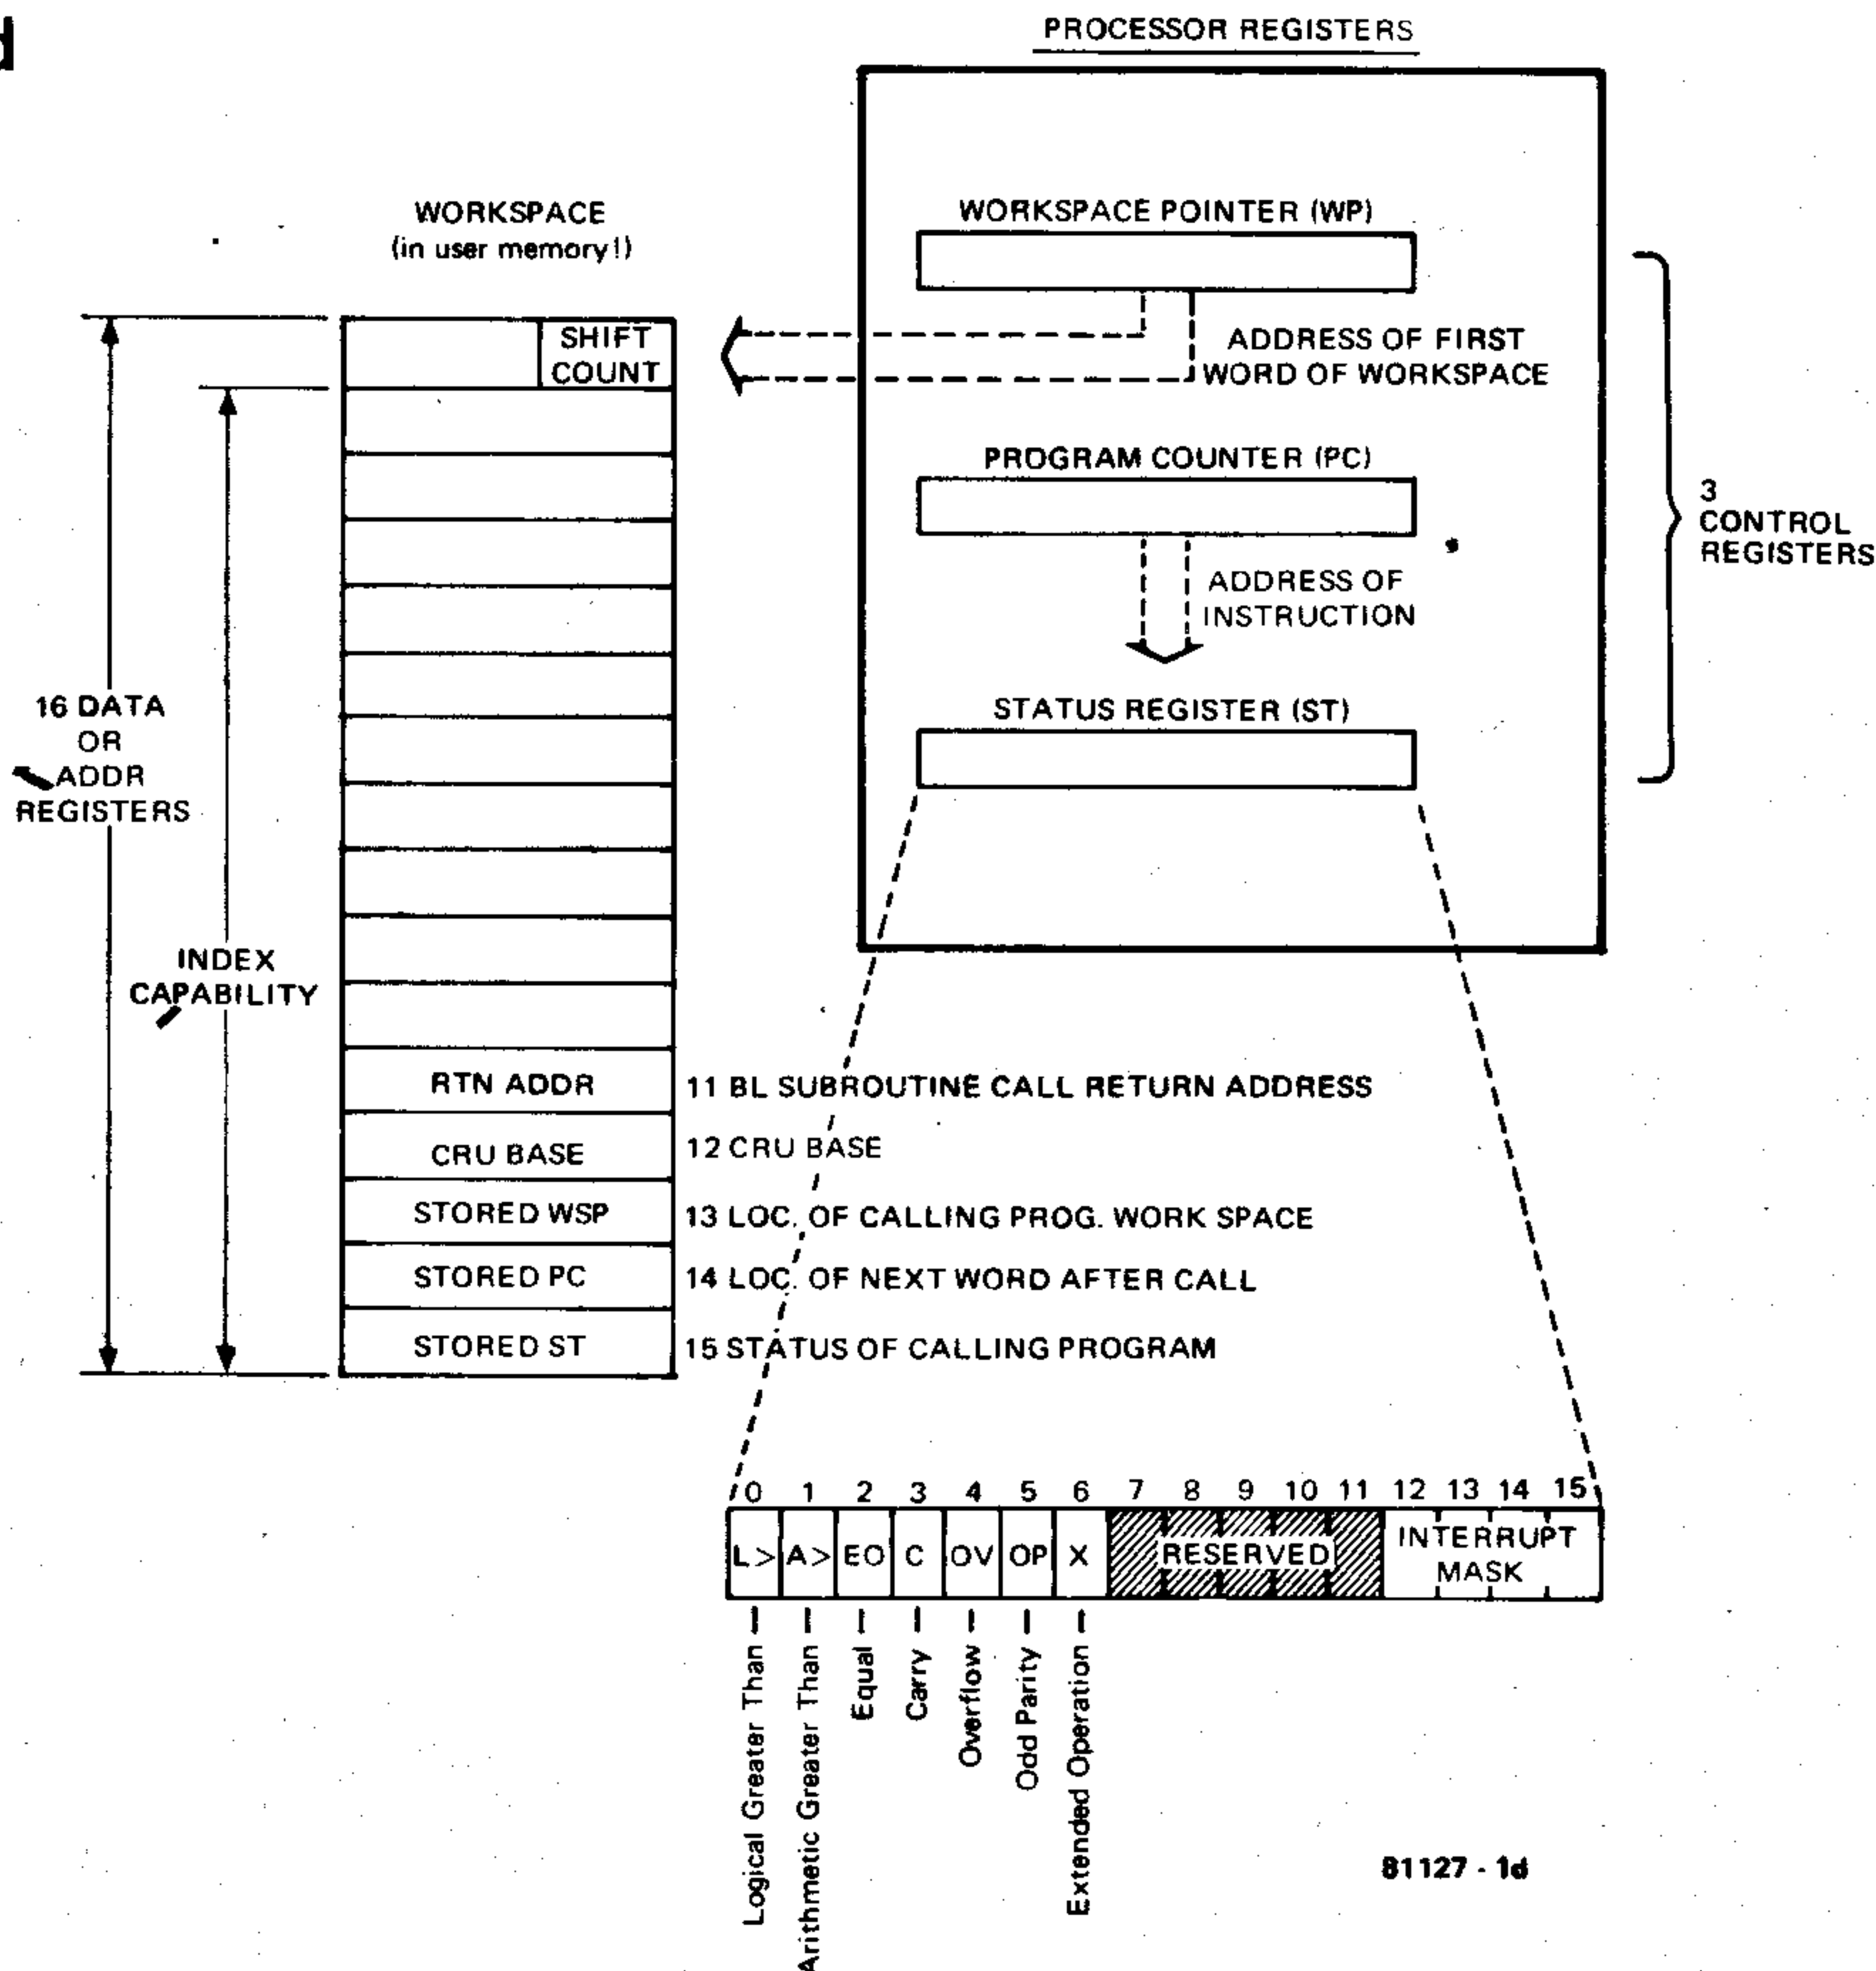 d
PROCESSOR REGISTERS
WORKSPACE
(in user memory!)
WORKSPACE POINTER (WP)
SHIFT
COUNT
ADDRESS OF FIRST
WORD OF WORKSPACE
PROGRAM COUNTER (PC)
3
CONTROL
REGISTERS
ADDRESS OF
INSTRUCTION
16 DATA
OR
ADDR
REGISTERS
STATUS REGISTER (ST)
INDEX
CAPABILITY
RTN ADDR
11 BL SUBROUTINE CALL RETURN ADDRESS
CRU BASE
12 CRU BASE
STORED WSP
13 LOC. OF CALLING PROG. WORK SPACE
STORED PC
14 LOC. OF NEXT WORD AFTER CALL
STORED ST
15 STATUS OF CALLING PROGRAM
0 1 2 3 4 5 6 7 8 9 10 11 12 13 14 15
L> A> EQ C OV OP X RESERVED INTERRUPT
MASK
Logical Greater Than
Arithmetic Greater Than
Equal
Carry
Overflow
Odd Parity
Extended Operation
81127 - 1d